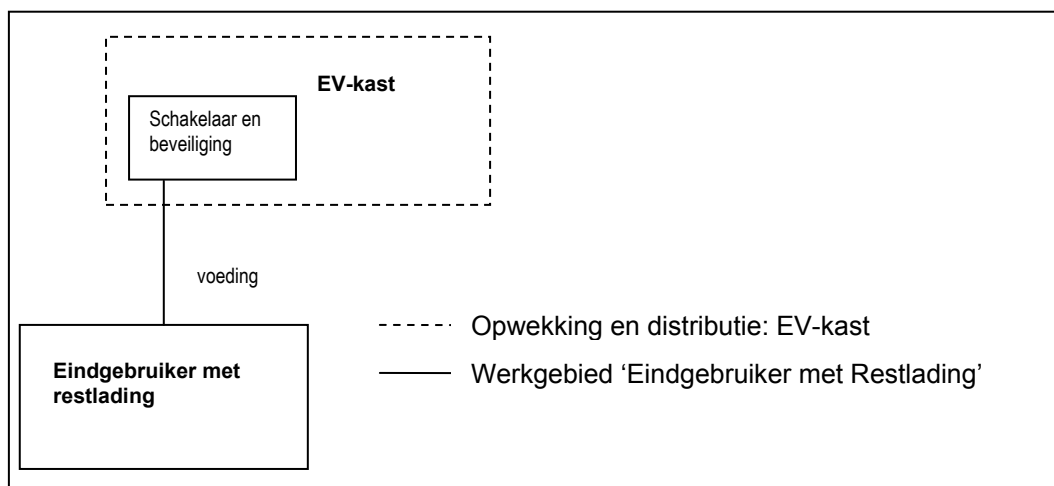 EV-kast
Schakelaar en
beveiliging
voeding
Eindgebruiker met
restlading
Opwekking en distributie: EV-kast
Werkgebied ‘Eindgebruiker met Restlading’